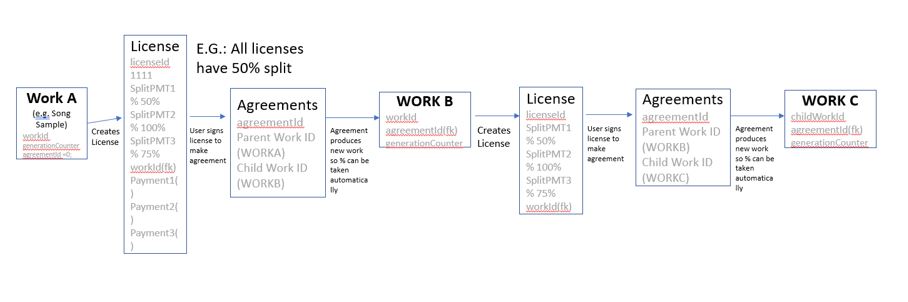 Work A
(e.g. Song
Sample)
workId
generationCounter
agreementId =0;
Creates
License
License
licenseId
1111
SplitPMT1
% 50%
SplitPMT2
% 100%
SplitPMT3
% 75%
workId(fk)
Payment1(
)
Payment2(
)
Payment3(
)
E.G.: All licenses
have 50% split
User signs
license to
make
agreement
Agreements
agreementId
Parent Work ID
(WORKA)
Child Work ID
(WORKB)
Agreement
produces
new work
so % can be
taken
automatica
lly
WORK B
workId
agreementId(fk)
generationCounter
Creates
License
License
licenseId
SplitPMT1
% 50%
SplitPMT2
% 100%
SplitPMT3
% 75%
workId(fk)
User signs
license to
make
agreement
Agreements
agreementId
Parent Work ID
(WORKB)
Child Work ID
(WORKC)
Agreement
produces
new work
so % can be
taken
automatica
lly
WORK C
childWorkId
agreementId(fk)
generationCounter